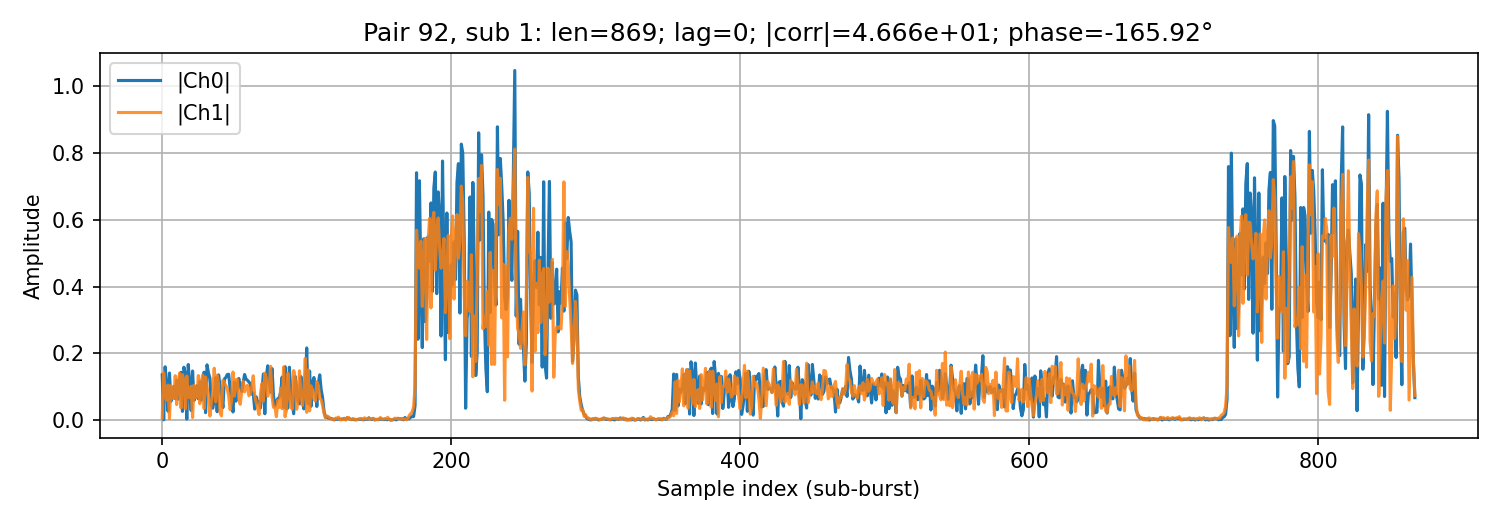 Pair 92, sub 1: len=869; lag=0; |corr|=4.666e+01; phase=-165.92°
|Ch0|
|Ch1|
Amplitude
1.0
0.8
0.6
0.4
0.2
0.0
0 200 400 600 800
Sample index (sub-burst)